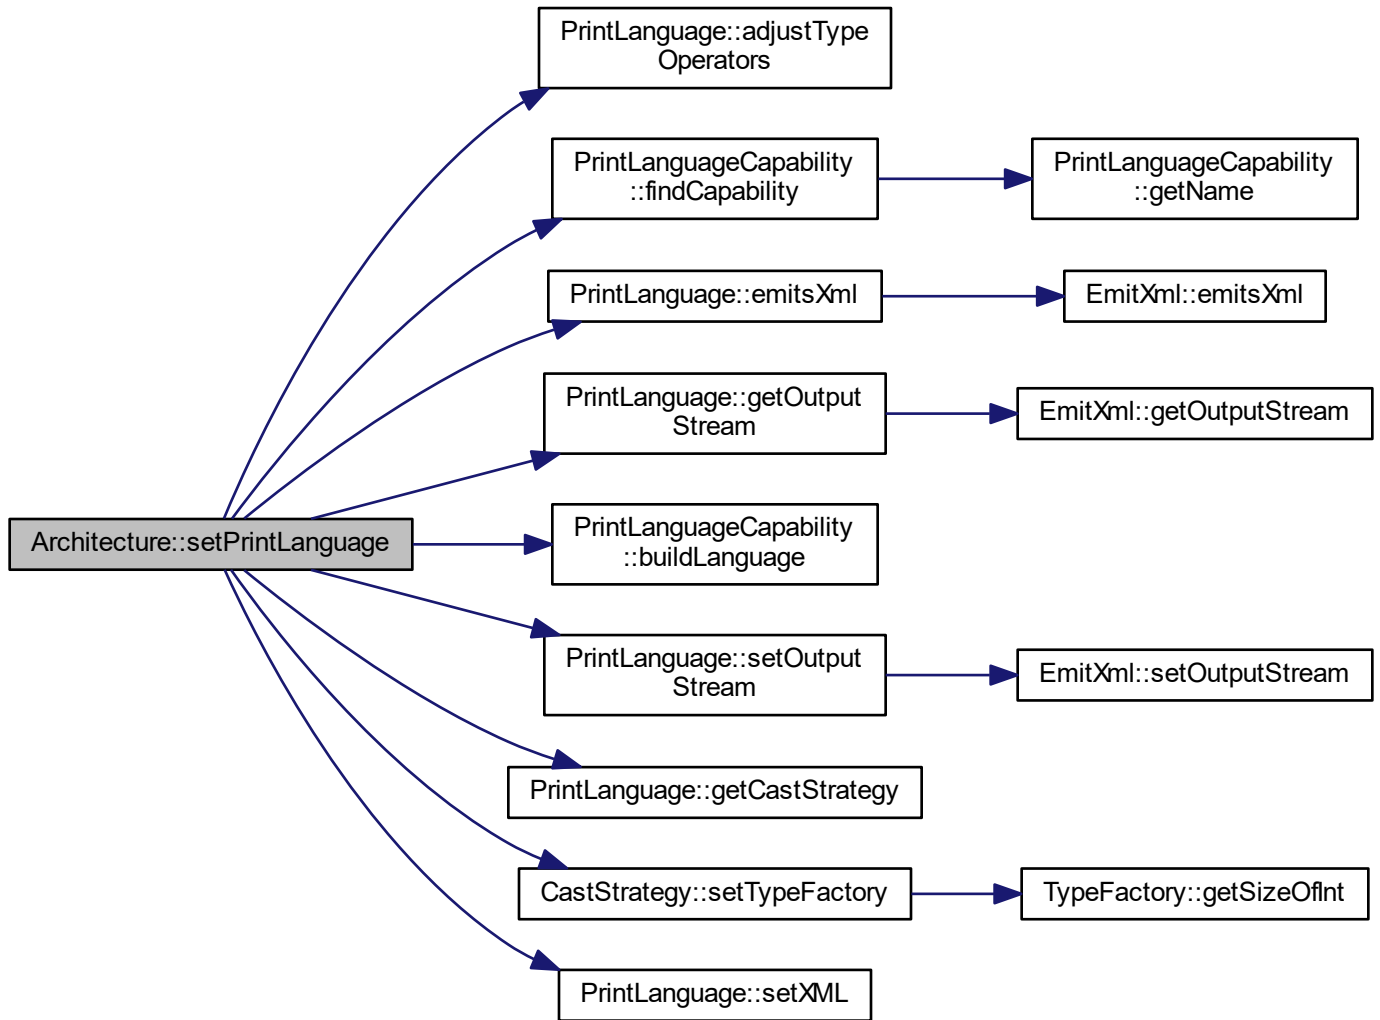 PrintLanguage::adjustType
Operators
PrintLanguageCapability
::findCapability
PrintLanguageCapability
::getName
PrintLanguage::emitsXml
EmitXml::emitsXml
PrintLanguage::getOutput
Stream
EmitXml::getOutputStream
Architecture::setPrintLanguage
PrintLanguageCapability
::buildLanguage
PrintLanguage::setOutput
Stream
EmitXml::setOutputStream
PrintLanguage::getCastStrategy
CastStrategy::setTypeFactory
TypeFactory::getSizeOfInt
PrintLanguage::setXML